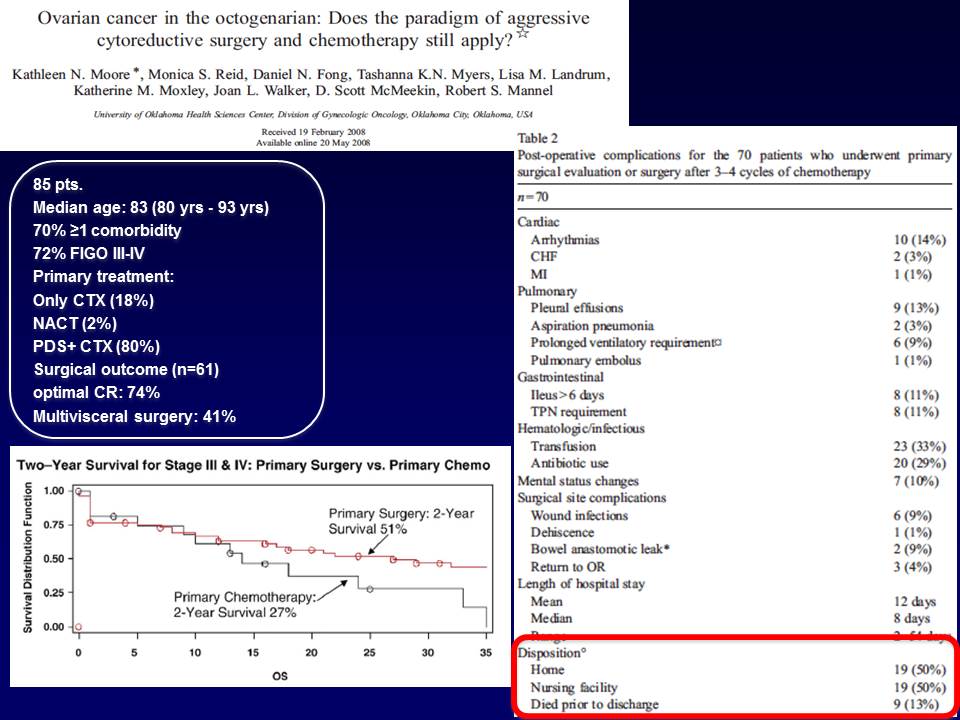 Ovarian cancer in the octogenarian: Does the paradigm of aggressive
cytoreductive surgery and chemotherapy still apply?☆
Kathleen N. Moore *, Monica S. Reid, Daniel N. Fong, Tashanna K.N. Myers, Lisa M. Landrum,
Katherine M. Moxley, Joan L. Walker, D. Scott McMeekin, Robert S. Mannel
University of Oklahoma Health Sciences Center, Division of Gynecologic Oncology, Oklahoma City, Oklahoma, USA
Received 19 February 2008
Available online 20 May 2008
85 pts.
Median age: 83 (80 yrs - 93 yrs)
70% ≥1 comorbidity
72% FIGO III-IV
Primary treatment:
Only CTX (18%)
NACT (2%)
PDS+ CTX (80%)
Surgical outcome (n=61)
optimal CR: 74%
Multivisceral surgery: 41%
Two–Year Survival for Stage III & IV: Primary Surgery vs. Primary Chemo
Survival Distribution Function
1.00
0.75
0.50
0.25
0.00
Primary Surgery: 2-Year
Survival 51%
Primary Chemotherapy:
2-Year Survival 27%
0 5 10 15 20 25 30 35
OS
Table 2
Post-operative complications for the 70 patients who underwent primary
surgical evaluation or surgery after 3–4 cycles of chemotherapy
n=70
Cardiac
Arrhythmias 10 (14%)
CHF 2 (3%)
MI 1 (1%)
Pulmonary
Pleural effusions 9 (13%)
Aspiration pneumonia 2 (3%)
Prolonged ventilatory requirement¤ 6 (9%)
Pulmonary embolus 1 (1%)
Gastrointestinal
Ileus>6 days 8 (11%)
TPN requirement 8 (11%)
Hematologic/infectious
Transfusion 23 (33%)
Antibiotic use 20 (29%)
Mental status changes 7 (10%)
Surgical site complications
Wound infections 6 (9%)
Dehiscence 1 (1%)
Bowel anastomotic leak* 2 (9%)
Return to OR 3 (4%)
Length of hospital stay
Mean 12 days
Median 8 days
Range days
Disposition°
Home 19 (50%)
Nursing facility 19 (50%)
Died prior to discharge 9 (13%)